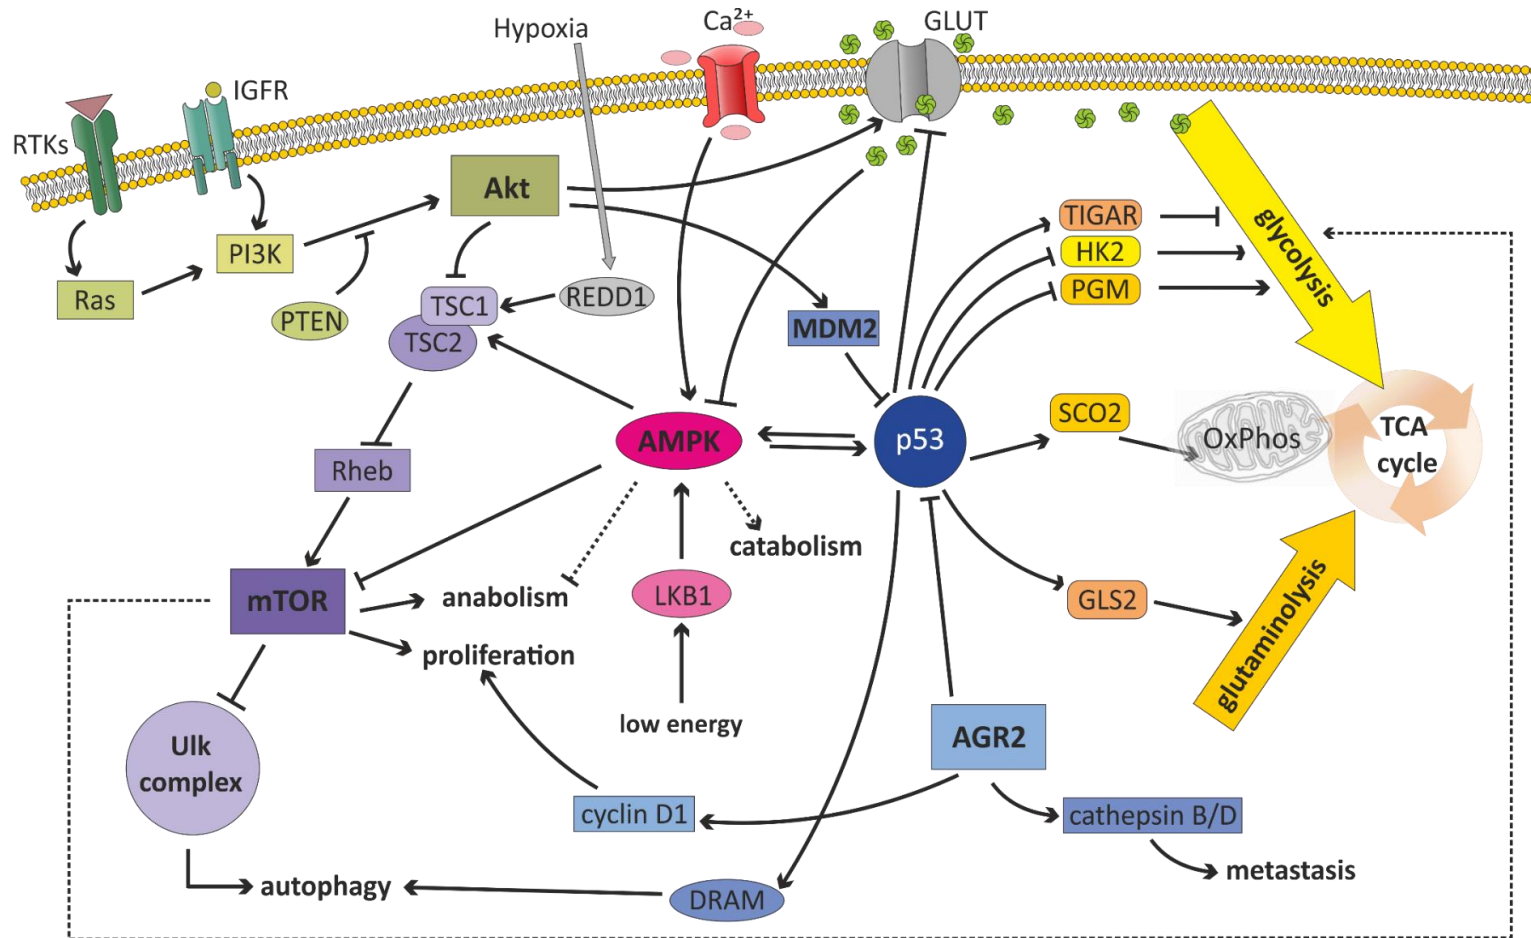 Hypoxia
Ca2+
GLUT
IGFR
RTKs
Akt
PI3K
Ras
PTEN
TSC1
TSC2
REDD1
MDM2
TIGAR
HK2
PGM
glycolysis
AMPK
p53
SCO2
OxPhos
TCA
cycle
Rheb
catabolism
mTOR
anabolism
LKB1
GLS2
glutaminolysis
proliferation
low energy
AGR2
Ulk
complex
cyclin D1
cathepsin B/D
metastasis
autophagy
DRAM